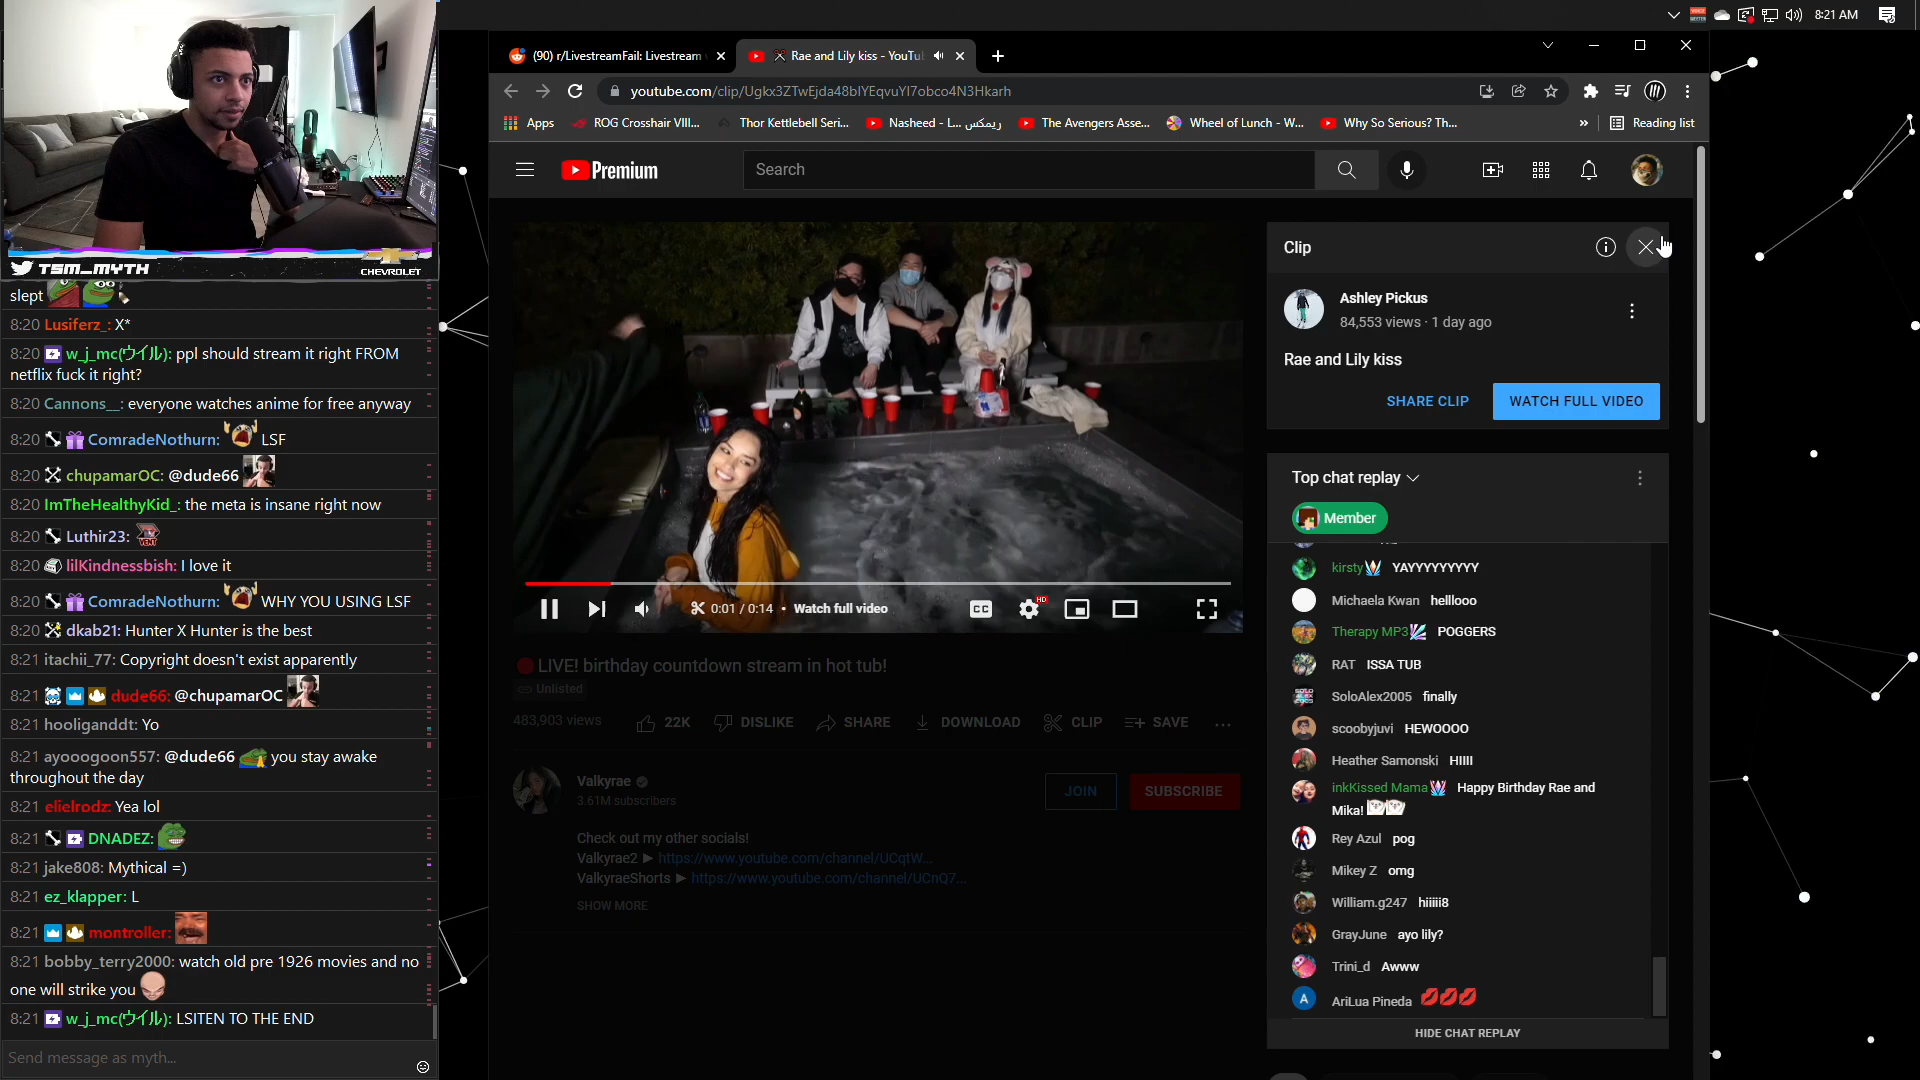 TSM_MYTH
CHEVROLET
slept
8:20 Lusiferz_: X*
8:20 w_j_mc(ウイル): ppl should stream it right FROM
netflix fuck it right?
8:20 Cannons__: everyone watches anime for free anyway
8:20 ComradeNothurn: LSF
8:20 chupamarOC: @dude66
ImTheHealthyKid_: the meta is insane right now
8:20 Luthir23:
8:20 lilKindnessbish: I love it
8:20 ComradeNothurn: WHY YOU USING LSF
8:20 dkab21: Hunter X Hunter is the best
8:21 itachii_77: Copyright doesn't exist apparently
8:21 dude66: @chupamarOC
8:21 hooliganddt: Yo
8:21 ayooogoon557: @dude66 you stay awake
throughout the day
8:21 elielrodz: Yea lol
8:21 DNADEZ:
8:21 jake808: Mythical =)
8:21 ez_klapper: L
8:21 montroller:
8:21 bobby_terry2000: watch old pre 1926 movies and no
one will strike you
8:21 w_j_mc(ウイル): LSITEN TO THE END
Send message as myth...
8:21 AM
(90) r/LivestreamFail: Livestream
Rae and Lily kiss - YouTu
youtube.com/clip/Ugkx3ZTwEjda48bIYEqvuYI7obco4N3Hkarh
Apps
ROG Crosshair VIII...
Thor Kettlebell Seri...
Nasheed - L... ريمكس
The Avengers Asse...
Wheel of Lunch - W...
Why So Serious? Th...
»
Reading list
Premium
Search
0:01 / 0:14 • Watch full video
CC
HD
LIVE! birthday countdown stream in hot tub!
Unlisted
483,903 views
22K
DISLIKE
SHARE
DOWNLOAD
CLIP
SAVE
Valkyrae
3.61M subscribers
JOIN
SUBSCRIBE
Check out my other socials!
Valkyrae2 ► https://www.youtube.com/channel/UCqtW...
ValkyraeShorts ► https://www.youtube.com/channel/UCnQ7...
SHOW MORE
Clip
Ashley Pickus
84,553 views · 1 day ago
Rae and Lily kiss
SHARE CLIP
WATCH FULL VIDEO
Top chat replay
Member
kirsty YAYYYYYYYYY
Michaela Kwan helllooo
Therapy MP3 POGGERS
RAT ISSA TUB
SoloAlex2005 finally
scoobyjuvi HEWOOOO
Heather Samonski HIIII
inkKissed Mama Happy Birthday Rae and
Mika!
Rey Azul pog
Mikey Z omg
William.g247 hiiiii8
GrayJune ayo lily?
Trini_d Awww
A AriLua Pineda
HIDE CHAT REPLAY